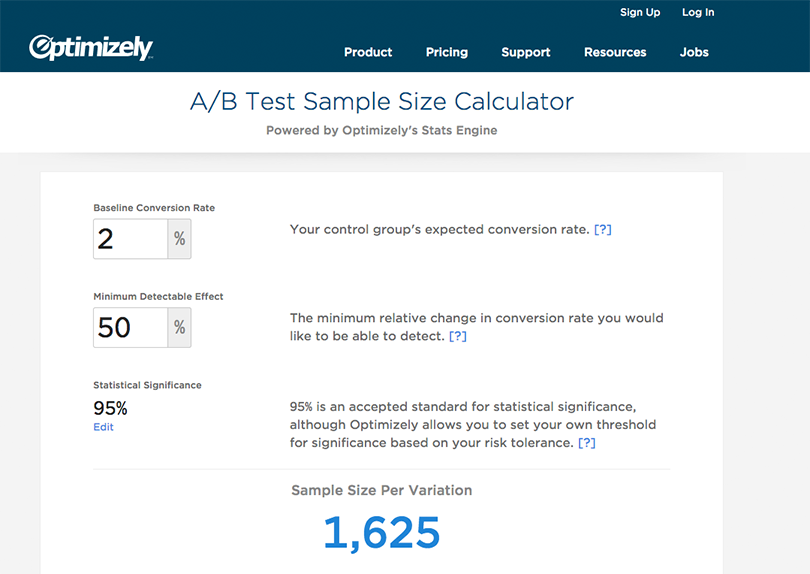 Sign Up Log In
Optimizely
Product Pricing Support Resources Jobs
A/B Test Sample Size Calculator
Powered by Optimizely's Stats Engine
Baseline Conversion Rate
2 %
Your control group's expected conversion rate. [?]
Minimum Detectable Effect
50 %
The minimum relative change in conversion rate you would
like to be able to detect. [?]
Statistical Significance
95%
Edit
95% is an accepted standard for statistical significance,
although Optimizely allows you to set your own threshold
for significance based on your risk tolerance. [?]
Sample Size Per Variation
1,625